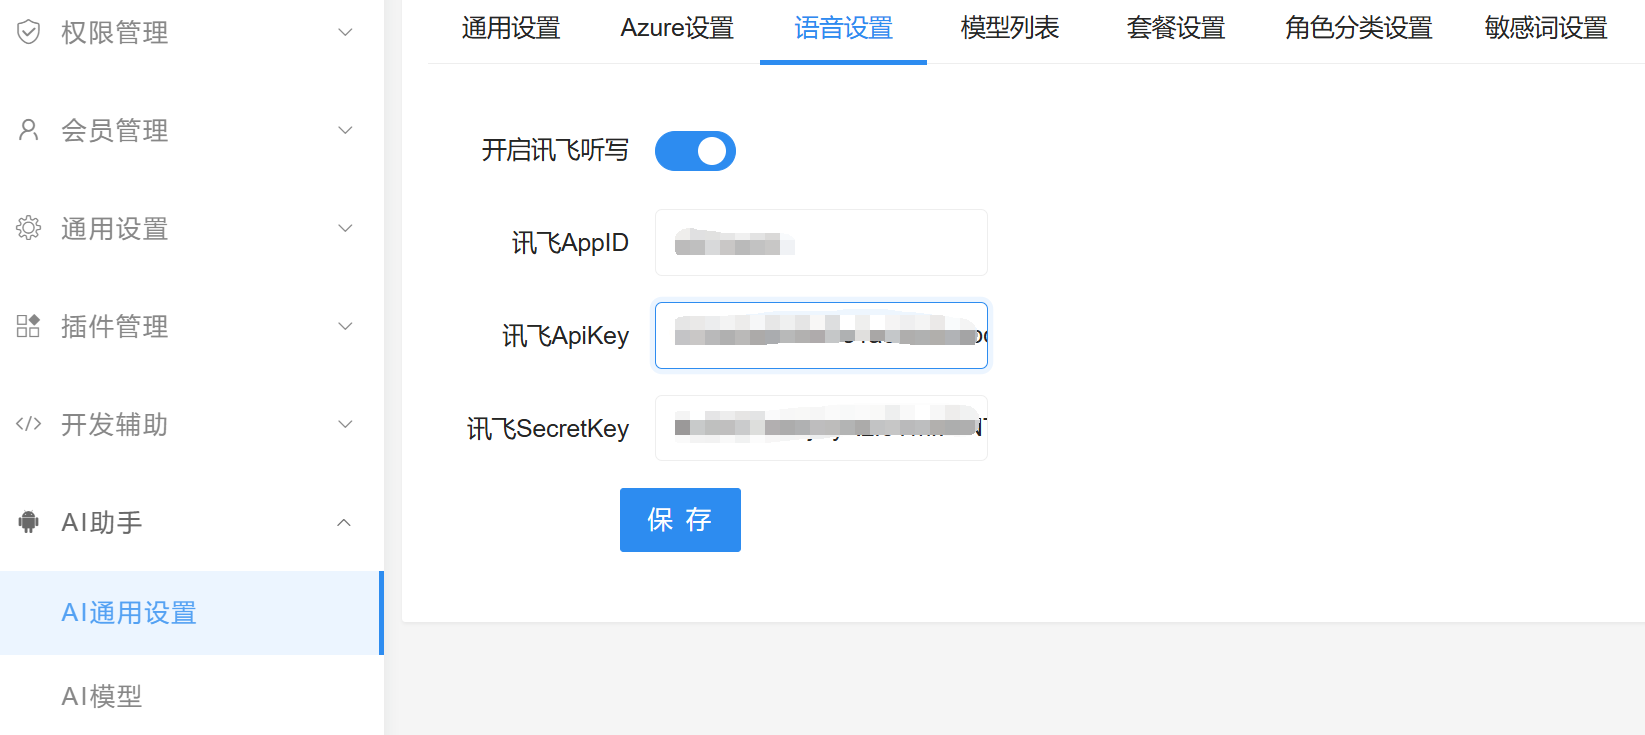 权限管理
会员管理
通用设置
插件管理
开发辅助
AI助手
AI通用设置
AI模型
通用设置 Azure设置 语音设置 模型列表 套餐设置 角色分类设置 敏感词设置
开启讯飞听写
讯飞AppID
讯飞ApiKey
讯飞SecretKey
保 存